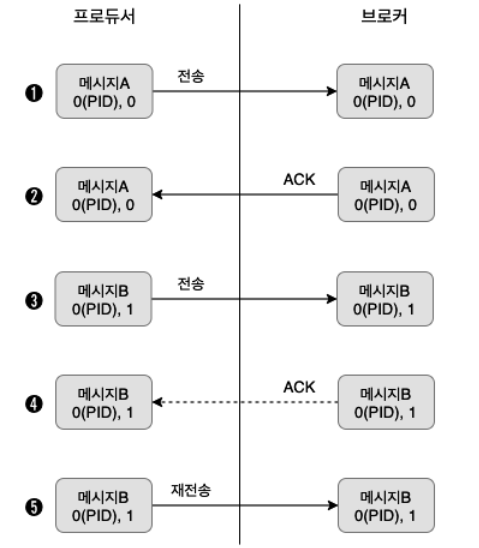 프로듀서
브로커
전송
❶
메시지A
0(PID), 0
메시지A
0(PID), 0
ACK
❷
메시지A
0(PID), 0
메시지A
0(PID), 0
전송
❸
메시지B
0(PID), 1
메시지B
0(PID), 1
ACK
❹
메시지B
0(PID), 1
메시지B
0(PID), 1
재전송
❺
메시지B
0(PID), 1
메시지B
0(PID), 1